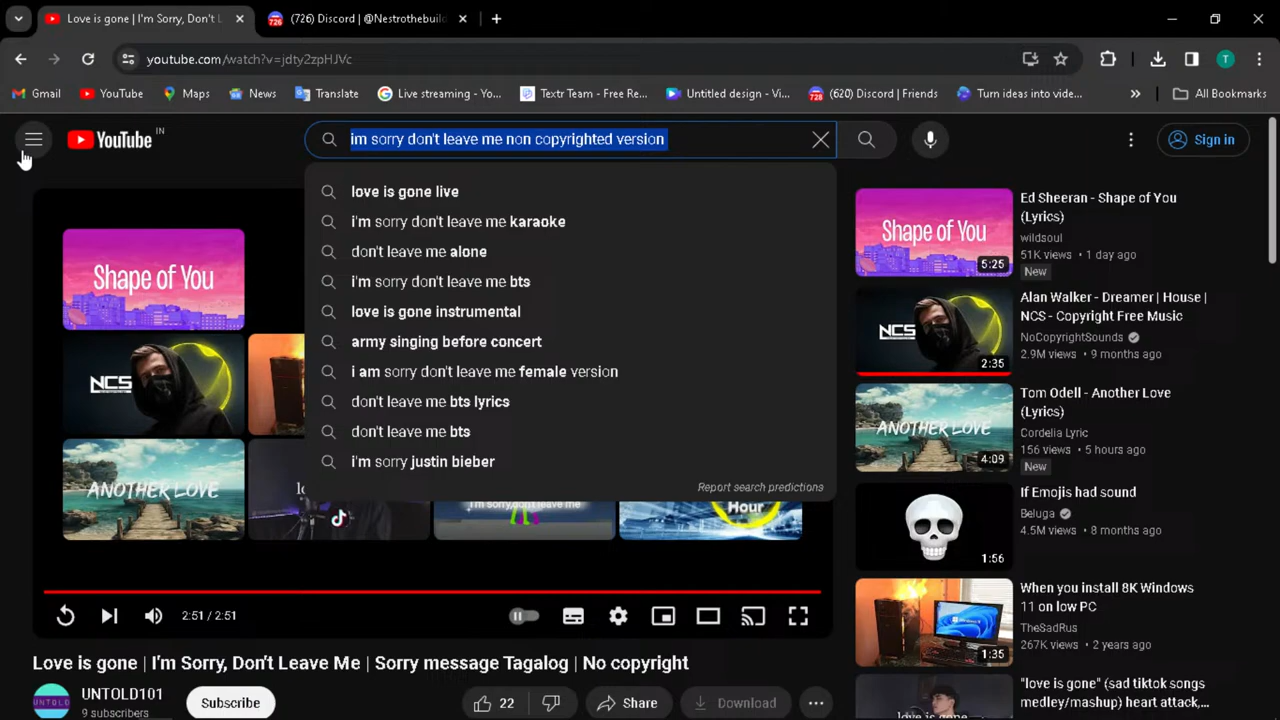 Love is gone | I'm Sorry, Don't L
(726) Discord | @Nestrothebuild
youtube.com/watch?v=jdty2zpHJVc
T
Gmail
YouTube
Maps
News
Translate
Live streaming - Yo...
Textr Team - Free Re...
Untitled design - Vi...
(620) Discord | Friends
Turn ideas into vide...
All Bookmarks
YouTube IN
im sorry don't leave me non copyrighted version
Sign in
love is gone live
i'm sorry don't leave me karaoke
don't leave me alone
i'm sorry don't leave me bts
love is gone instrumental
army singing before concert
i am sorry don't leave me female version
don't leave me bts lyrics
don't leave me bts
i'm sorry justin bieber
Report search predictions
Shape of You
NCS
ANOTHER LOVE
I'm sorry,don't leave me
Hour
2:51 / 2:51
Love is gone | I'm Sorry, Don't Leave Me | Sorry message Tagalog | No copyright
UNTOLD
UNTOLD101
9 subscribers
Subscribe
22
Share
Download
Shape of You
5:25
Ed Sheeran - Shape of You
(Lyrics)
wildsoul
51K views • 1 day ago
New
NCS
2:35
Alan Walker - Dreamer | House |
NCS - Copyright Free Music
NoCopyrightSounds
2.9M views • 9 months ago
ANOTHER LOVE
4:09
Tom Odell - Another Love
(Lyrics)
Cordelia Lyric
156 views • 5 hours ago
New
1:56
If Emojis had sound
Beluga
4.5M views • 8 months ago
1:35
When you install 8K Windows
11 on low PC
TheSadRus
267K views • 2 years ago
love is gone
"love is gone" (sad tiktok songs
medley/mashup) heart attack,...